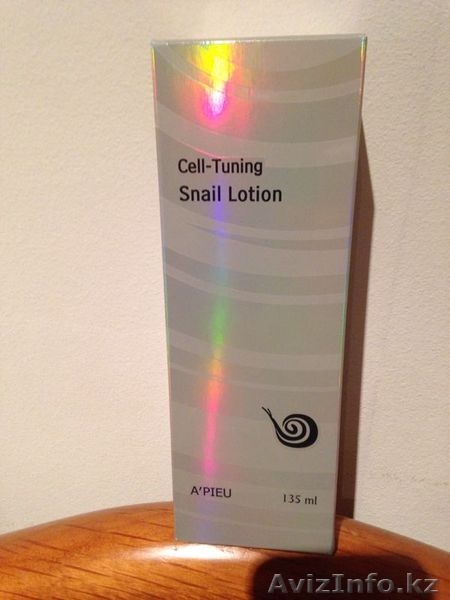 Cell-Tuning
Snail Lotion
A'PIEU 135 ml
AvizInfo.kz